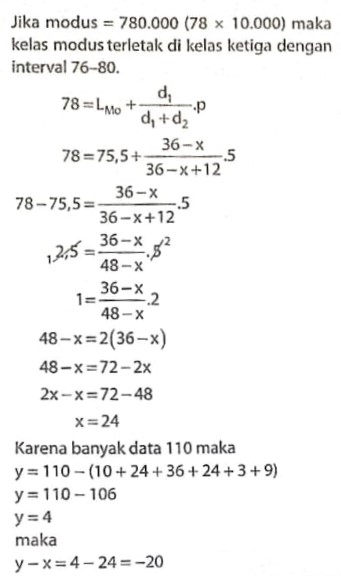 Jika modus = 780.000 (78 × 10.000) maka
kelas modus terletak di kelas ketiga dengan
interval 76–80.
78 = L_Mo + d₁/(d₁ + d₂) .p
78 = 75,5 + (36 – x)/(36 – x + 12) .5
78 – 75,5 = (36 – x)/(36 – x + 12) .5
1 2,5 = (36 – x)/(48 – x) . 5 2
1 = (36 – x)/(48 – x) .2
48 – x = 2(36 – x)
48 – x = 72 – 2x
2x – x = 72 – 48
x = 24
Karena banyak data 110 maka
y = 110 – (10 + 24 + 36 + 24 + 3 + 9)
y = 110 – 106
y = 4
maka
y – x = 4 – 24 = –20